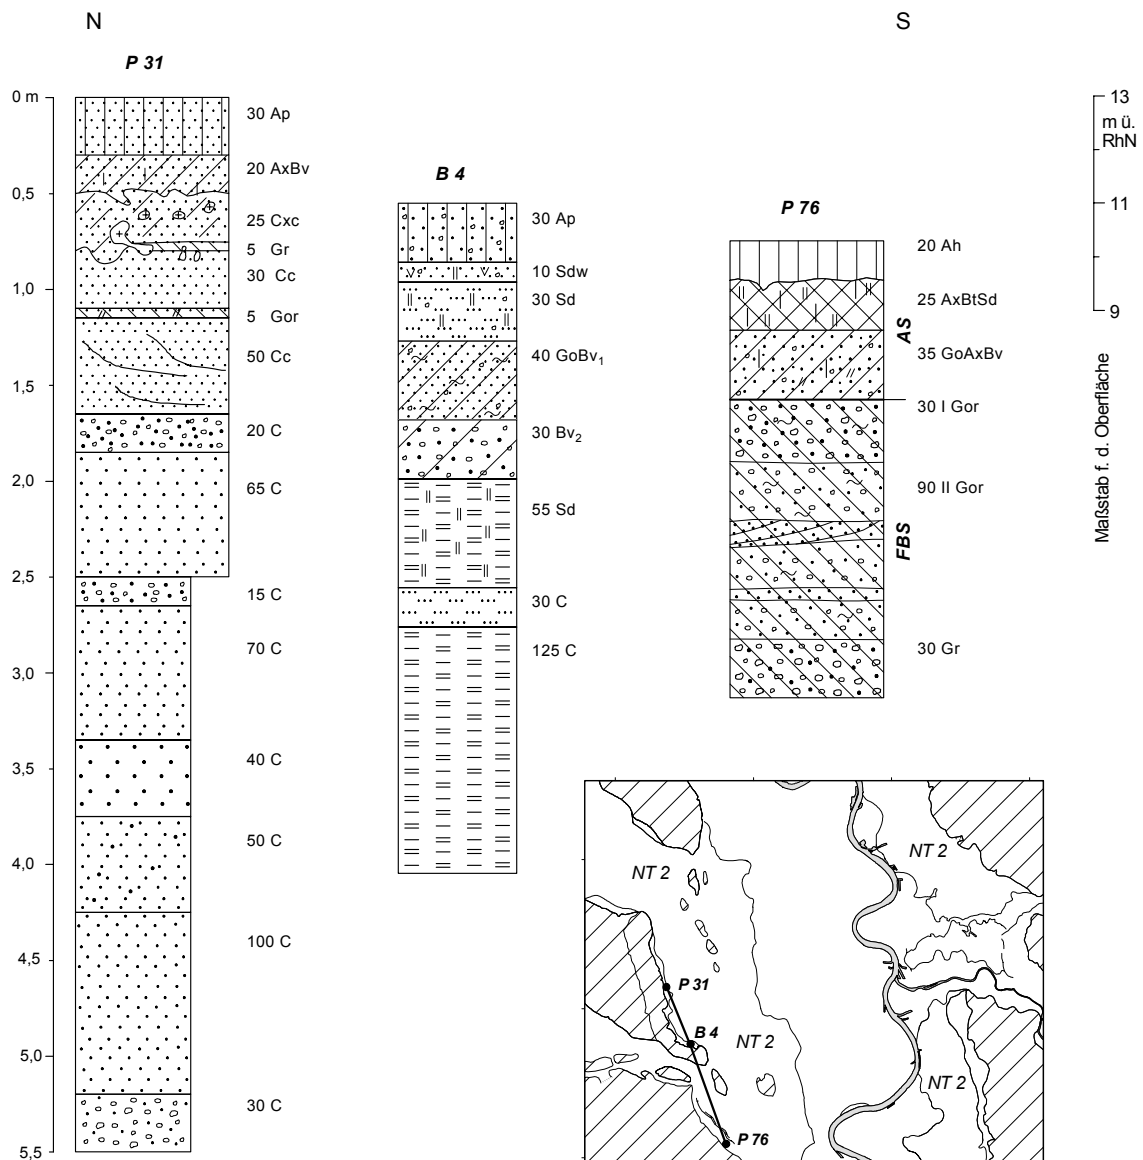 N
S
P 31
0 m
0,5
1,0
1,5
2,0
2,5
3,0
3,5
4,0
4,5
5,0
5,5
30 Ap
20 AxBv
25 Cxc
5 Gr
30 Cc
5 Gor
50 Cc
20 C
65 C
15 C
70 C
40 C
50 C
100 C
30 C
B 4
30 Ap
10 Sdw
30 Sd
40 GoBv1
30 Bv2
55 Sd
30 C
125 C
P 76
20 Ah
25 AxBtSd
35 GoAxBv
30 I Gor
90 II Gor
30 Gr
AS
FBS
13
m ü.
RhN
11
9
Maßstab f. d. Oberfläche
NT 2
NT 2
P 31
B 4
NT 2
NT 2
P 76